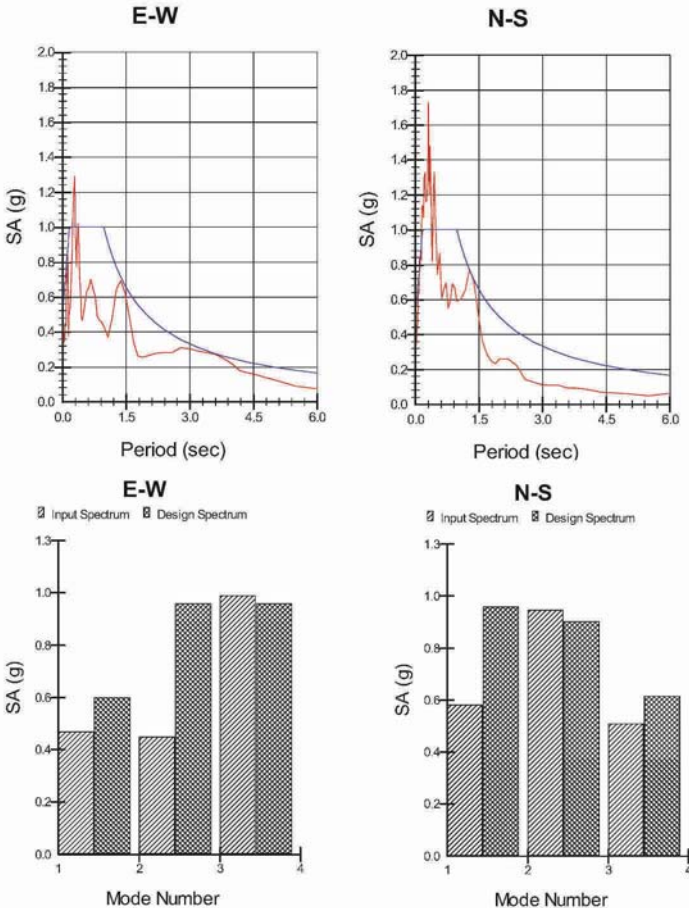 E-W
2.0
1.8
1.6
1.4
1.2
1.0
0.8
0.6
0.4
0.2
0.0
SA (g)
0.0 1.5 3.0 4.5 6.0
Period (sec)
N-S
2.0
1.8
1.6
1.4
1.2
1.0
0.8
0.6
0.4
0.2
0.0
SA (g)
0.0 1.5 3.0 4.5 6.0
Period (sec)
E-W
Input Spectrum Design Spectrum
1.3
1.0
0.8
0.6
0.4
0.2
0.0
SA (g)
1 2 3 4
Mode Number
N-S
Input Spectrum Design Spectrum
1.3
1.0
0.8
0.6
0.4
0.2
0.0
SA (g)
1 2 3 4
Mode Number